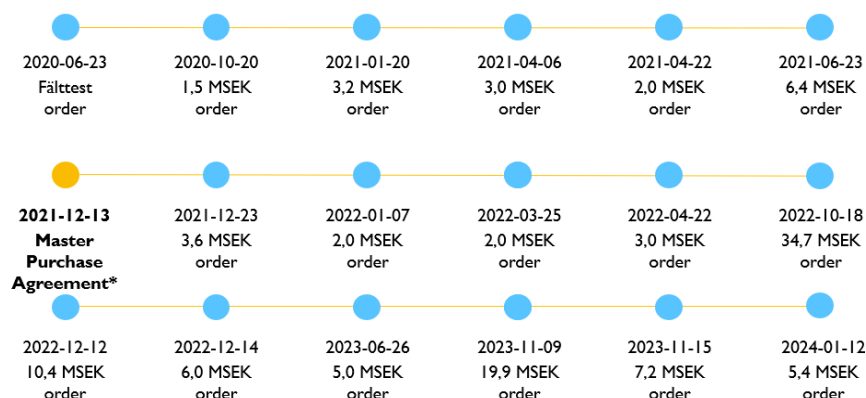 2020-06-23 2020-10-20 2021-01-20 2021-04-06 2021-04-22 2021-06-23
Fälttest 1,5 MSEK 3,2 MSEK 3,0 MSEK 2,0 MSEK 6,4 MSEK
order order order order order order
2021-12-13 2021-12-23 2022-01-07 2022-03-25 2022-04-22 2022-10-18
Master 3,6 MSEK 2,0 MSEK 2,0 MSEK 3,0 MSEK 34,7 MSEK
Purchase order order order order order
Agreement*
2022-12-12 2022-12-14 2023-06-26 2023-11-09 2023-11-15 2024-01-12
10,4 MSEK 6,0 MSEK 5,0 MSEK 19,9 MSEK 7,2 MSEK 5,4 MSEK
order order order order order order